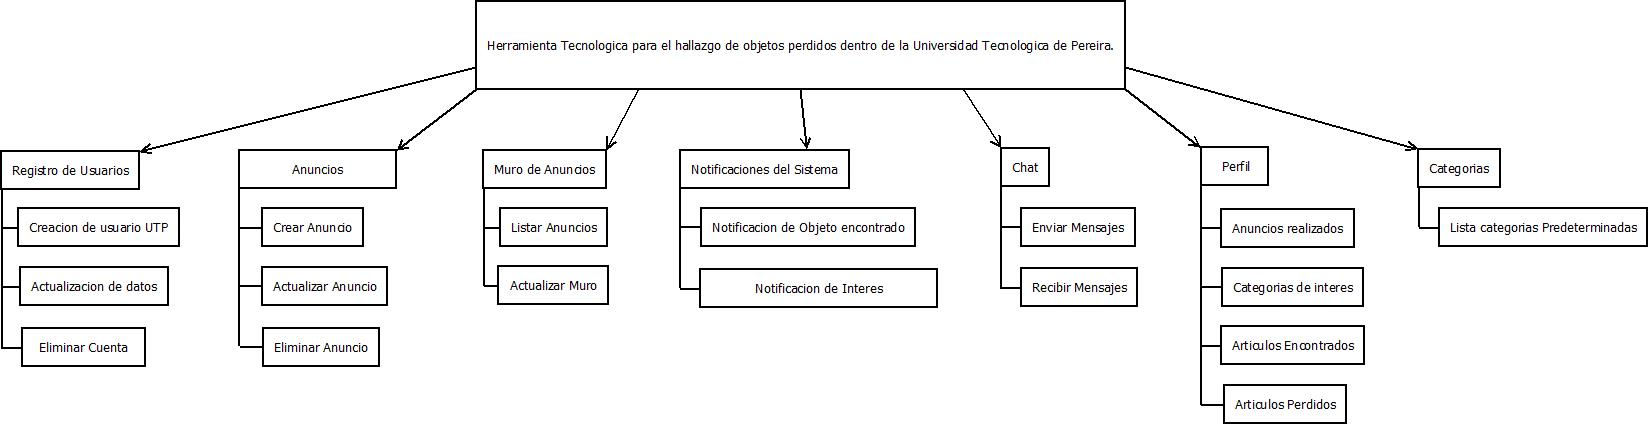 Herramienta Tecnologica para el hallazgo de objetos perdidos dentro de la Universidad Tecnologica de Pereira.
Registro de Usuarios
Creacion de usuario UTP
Actualizacion de datos
Eliminar Cuenta
Anuncios
Crear Anuncio
Actualizar Anuncio
Eliminar Anuncio
Muro de Anuncios
Listar Anuncios
Actualizar Muro
Notificaciones del Sistema
Notificacion de Objeto encontrado
Notificacion de Interes
Chat
Enviar Mensajes
Recibir Mensajes
Perfil
Anuncios realizados
Categorias de interes
Articulos Encontrados
Articulos Perdidos
Categorias
Lista categorias Predeterminadas